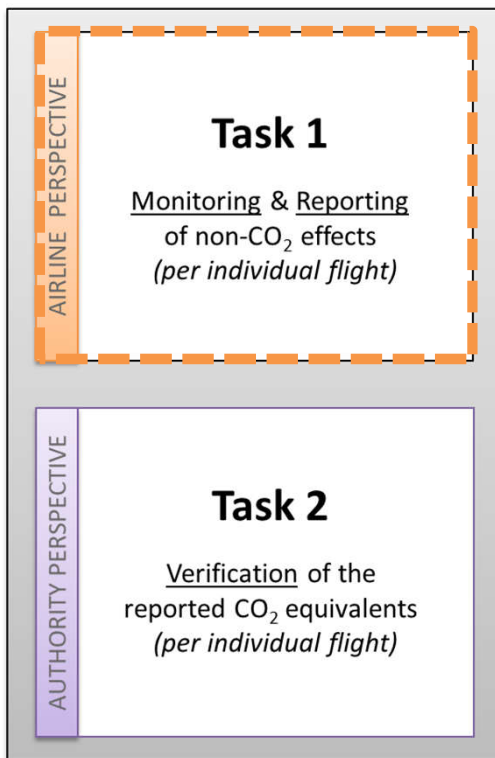 AIRLINE PERSPECTIVE
Task 1
Monitoring & Reporting
of non-CO₂ effects
(per individual flight)
AUTHORITY PERSPECTIVE
Task 2
Verification of the
reported CO₂ equivalents
(per individual flight)